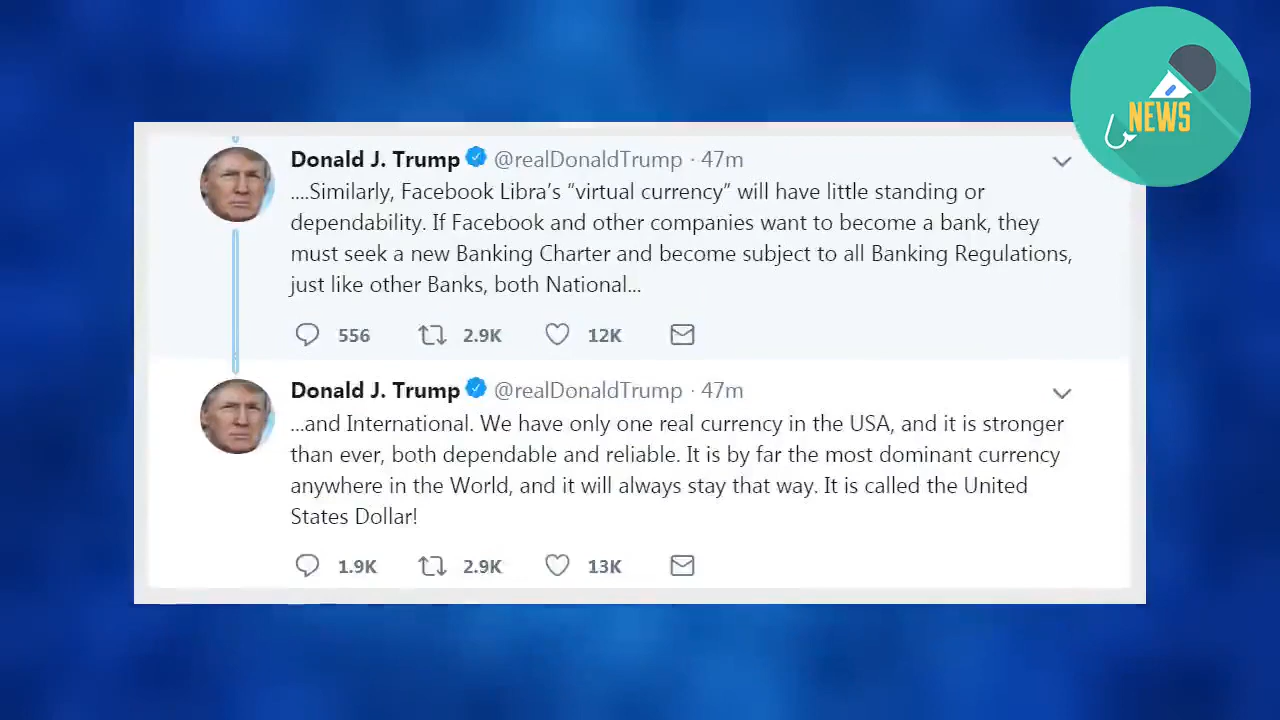 NEWS
Donald J. Trump @realDonaldTrump · 47m
....Similarly, Facebook Libra’s “virtual currency” will have little standing or
dependability. If Facebook and other companies want to become a bank, they
must seek a new Banking Charter and become subject to all Banking Regulations,
just like other Banks, both National...
556 2.9K 12K
Donald J. Trump @realDonaldTrump · 47m
...and International. We have only one real currency in the USA, and it is stronger
than ever, both dependable and reliable. It is by far the most dominant currency
anywhere in the World, and it will always stay that way. It is called the United
States Dollar!
1.9K 2.9K 13K